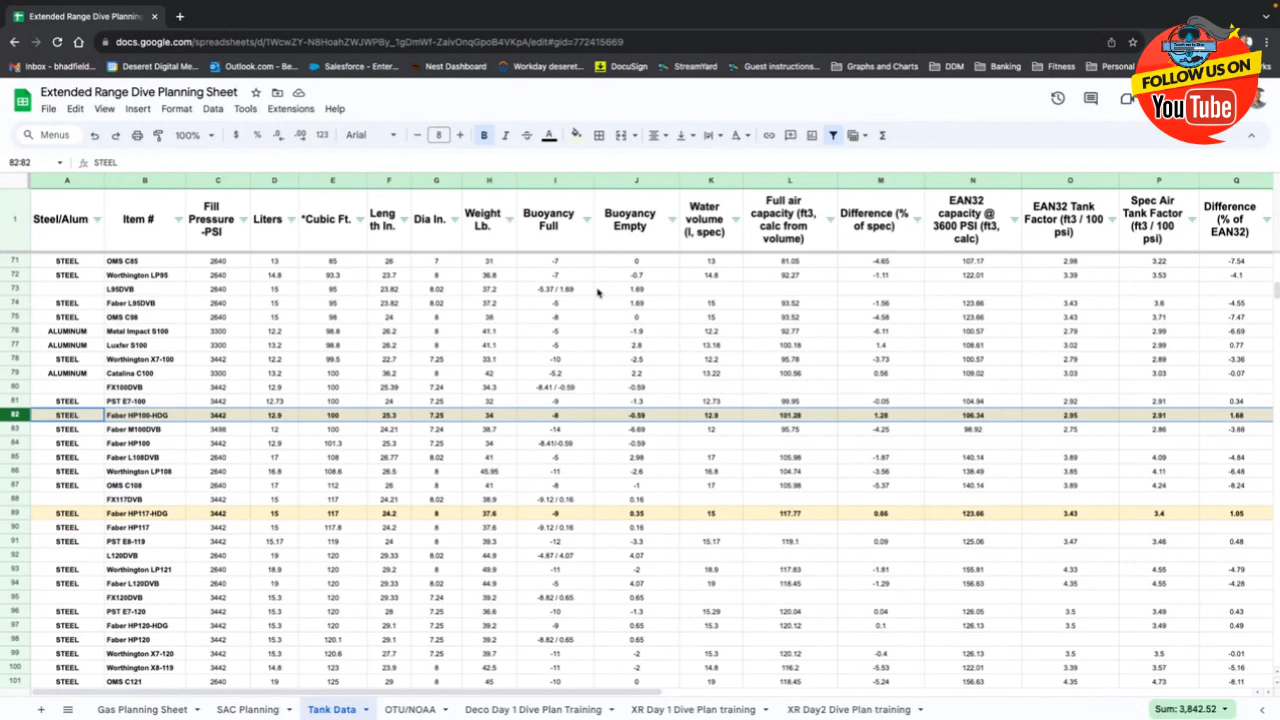 Extended Range Dive Planning
docs.google.com/spreadsheets/d/1WcwZY-N8HoahZWJWPBy_1gDmWf-ZaivOnqGpoB4VKpA/edit#gid=772415669
Inbox - bhadfield... Deseret Digital Me... Outlook.com - Be... Salesforce - Enter... Nest Dashboard Workday deseret... DocuSign StreamYard Guest instructions... Graphs and Charts DDM Banking Fitness Personal
FOLLOW US ON
YouTube
Extended Range Dive Planning Sheet
File Edit View Insert Format Data Tools Extensions Help
Menus 100% $ % .0 .00 123 Arial 8 B I A
82:82 fx STEEL
A B C D E F G H I J K L M N O P Q
1 Steel/Alum Item # Fill Pressure -PSI Liters *Cubic Ft. Leng th In. Dia In. Weight Lb. Buoyancy Full Buoyancy Empty Water volume (l, spec) Full air capacity (ft3, calc from volume) Difference (% of spec) EAN32 capacity @ 3600 PSI (ft3, calc) EAN32 Tank Factor (ft3 / 100 psi) Spec Air Tank Factor (ft3 / 100 psi) Difference (% of EAN32)
71 STEEL OMS C85 2640 13 85 26 7 31 -7 0 13 81.05 -4.65 107.17 2.98 3.22 -7.54
72 STEEL Worthington LP95 2640 14.8 93.3 23.7 8 36.8 -7 -0.7 14.8 92.27 -1.11 122.01 3.39 3.53 -4.1
73 L95DVB 2640 15 95 23.82 8.02 37.2 -5.37 / 1.69 1.69
74 STEEL Faber L95DVB 2640 15 95 23.82 8.02 37.2 -5 1.69 15 93.52 -1.56 123.66 3.43 3.6 -4.55
75 STEEL OMS C98 2640 15 98 24 8 38 -8 0 15 93.52 -4.58 123.66 3.43 3.71 -7.47
76 ALUMINUM Metal Impact S100 3300 12.2 98.8 26.2 8 41.1 -5 -1.9 12.2 92.77 -6.11 100.57 2.79 2.99 -6.69
77 ALUMINUM Luxfer S100 3300 13.2 98.8 26.2 8 41.1 -5 2.8 13.18 100.18 1.4 108.61 3.02 2.99 0.77
78 STEEL Worthington X7-100 3442 12.2 99.5 22.7 7.25 33.1 -10 -2.5 12.2 95.78 -3.73 100.57 2.79 2.89 -3.36
79 ALUMINUM Catalina C100 3300 13.2 100 36.2 8 42 -5.2 2.2 13.22 100.56 0.56 109.02 3.03 3.03 -0.07
80 FX100DVB 3442 12.9 100 25.39 7.24 34.3 -8.41 / -0.59 -0.59
81 STEEL PST E7-100 3442 12.73 100 24 7.25 32 -9 -1.3 12.73 99.95 -0.05 104.94 2.92 2.91 0.34
82 STEEL Faber HP100-HDG 3442 12.9 100 25.3 7.25 34 -8 -0.59 12.9 101.28 1.28 106.34 2.95 2.91 1.68
83 STEEL Faber M100DVB 3498 12 100 24.21 7.24 38.7 -14 -6.69 12 95.75 -4.25 98.92 2.75 2.86 -3.88
84 STEEL Faber HP100 3442 12.9 101.3 25.3 7.25 34 -8.41/-0.59 -0.59
85 STEEL Faber L108DVB 2640 17 108 26.77 8.02 41 -5 2.98 17 105.98 -1.87 140.14 3.89 4.09 -4.84
86 STEEL Worthington LP108 2640 16.8 108.6 26.5 8 45.95 -11 -2.6 16.8 104.74 -3.56 138.49 3.85 4.11 -6.48
87 STEEL OMS C108 2640 17 112 26 8 41 -8 -1 17 105.98 -5.37 140.14 3.89 4.24 -8.24
88 FX117DVB 3442 15 117 24.21 8.02 38.9 -9.12 / 0.16 0.16
89 STEEL Faber HP117-HDG 3442 15 117 24.2 8 37.6 -9 0.35 15 117.77 0.66 123.66 3.43 3.4 1.05
90 STEEL Faber HP117 3442 15 117.8 24.2 8 37.6 -9.12 / 0.16 0.16
91 STEEL PST E8-119 3442 15.17 119 24 8 39.3 -12 -3.3 15.17 119.1 0.09 125.06 3.47 3.46 0.48
92 L120DVB 2640 19 120 29.33 8.02 44.9 -4.87 / 4.07 4.07
93 STEEL Worthington LP121 2640 18.9 120 29.2 8 49.9 -11 -2 18.9 117.83 -1.81 155.81 4.33 4.55 -4.79
94 STEEL Faber L120DVB 2640 19 120 29.33 8.02 44.9 -5 4.07 19 118.45 -1.29 156.63 4.35 4.55 -4.28
95 FX120DVB 3442 15.3 120 29.33 7.24 39.2 -8.82 / 0.65 0.65
96 STEEL PST E7-120 3442 15.3 120 28 7.25 36.6 -10 -1.3 15.29 120.04 0.04 126.05 3.5 3.49 0.43
97 STEEL Faber HP120-HDG 3442 15.3 120 29.1 7.25 39.2 -9 0.65 15.3 120.12 0.1 126.13 3.5 3.49 0.49
98 STEEL Faber HP120 3442 15.3 120.1 29.1 7.25 39.2 -8.82 / 0.65 0.65
99 STEEL Worthington X7-120 3442 15.3 120.6 27.7 7.25 39.7 -11 -2 15.3 120.12 -0.4 126.13 3.5 3.5 -0.01
100 STEEL Worthington X8-119 3442 14.8 123 23.9 8 42.5 -11 -2 14.8 116.2 -5.53 122.01 3.39 3.57 -5.16
101 STEEL OMS C121 2640 19 125 29 8 45 -10 0 19 118.45 -5.24 156.63 4.35 4.73 -8.11
Gas Planning Sheet SAC Planning Tank Data OTU/NOAA Deco Day 1 Dive Plan Training XR Day 1 Dive Plan training XR Day2 Dive Plan training Sum: 3,842.52